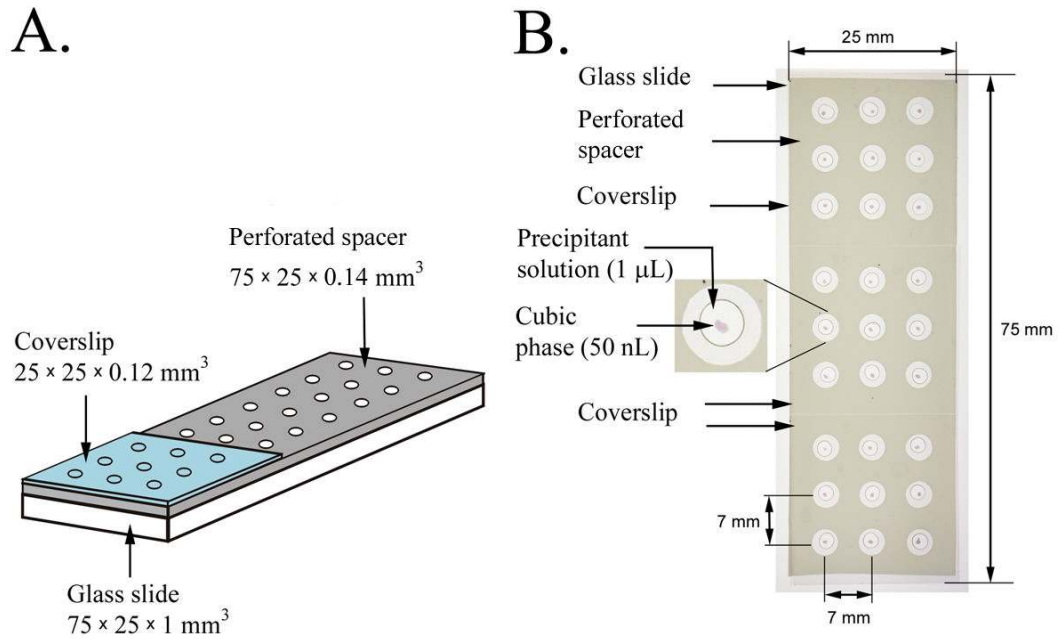 A.
Perforated spacer
75 × 25 × 0.14 mm³
Coverslip
25 × 25 × 0.12 mm³
Glass slide
75 × 25 × 1 mm³
B.
25 mm
Glass slide
Perforated
spacer
Coverslip
Precipitant
solution (1 μL)
Cubic
phase (50 nL)
75 mm
Coverslip
7 mm
7 mm